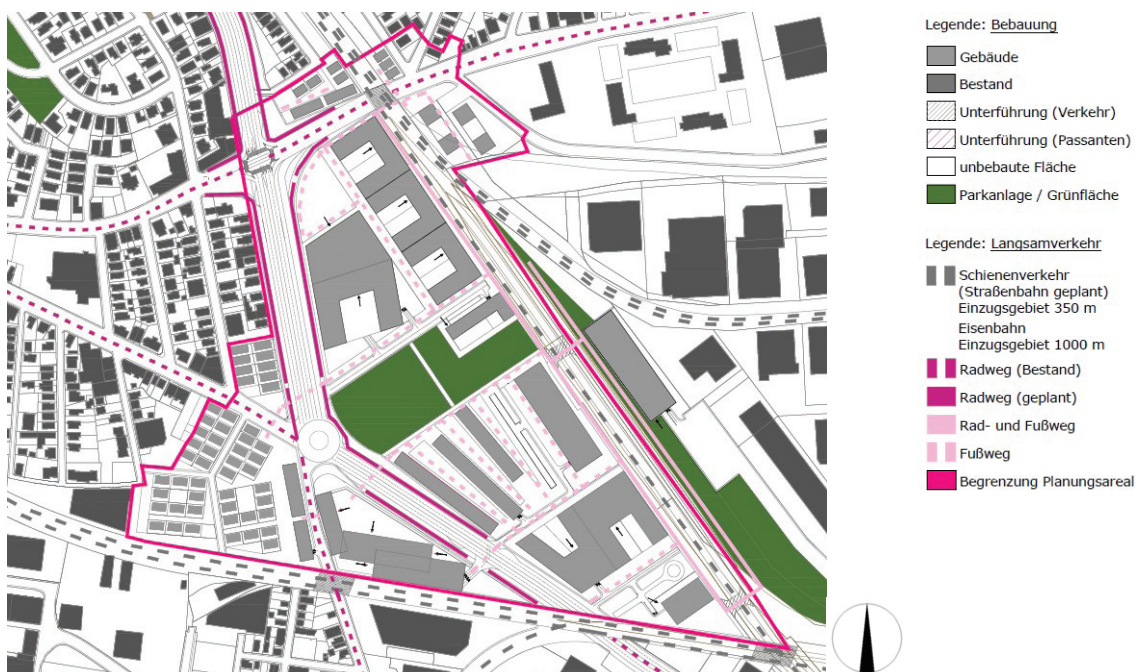 Legende: Bebauung
Gebäude
Bestand
Unterführung (Verkehr)
Unterführung (Passanten)
unbebaute Fläche
Parkanlage / Grünfläche
Legende: Langsamverkehr
Schienenverkehr
(Straßenbahn geplant)
Einzugsgebiet 350 m
Eisenbahn
Einzugsgebiet 1000 m
Radweg (Bestand)
Radweg (geplant)
Rad- und Fußweg
Fußweg
Begrenzung Planungsareal